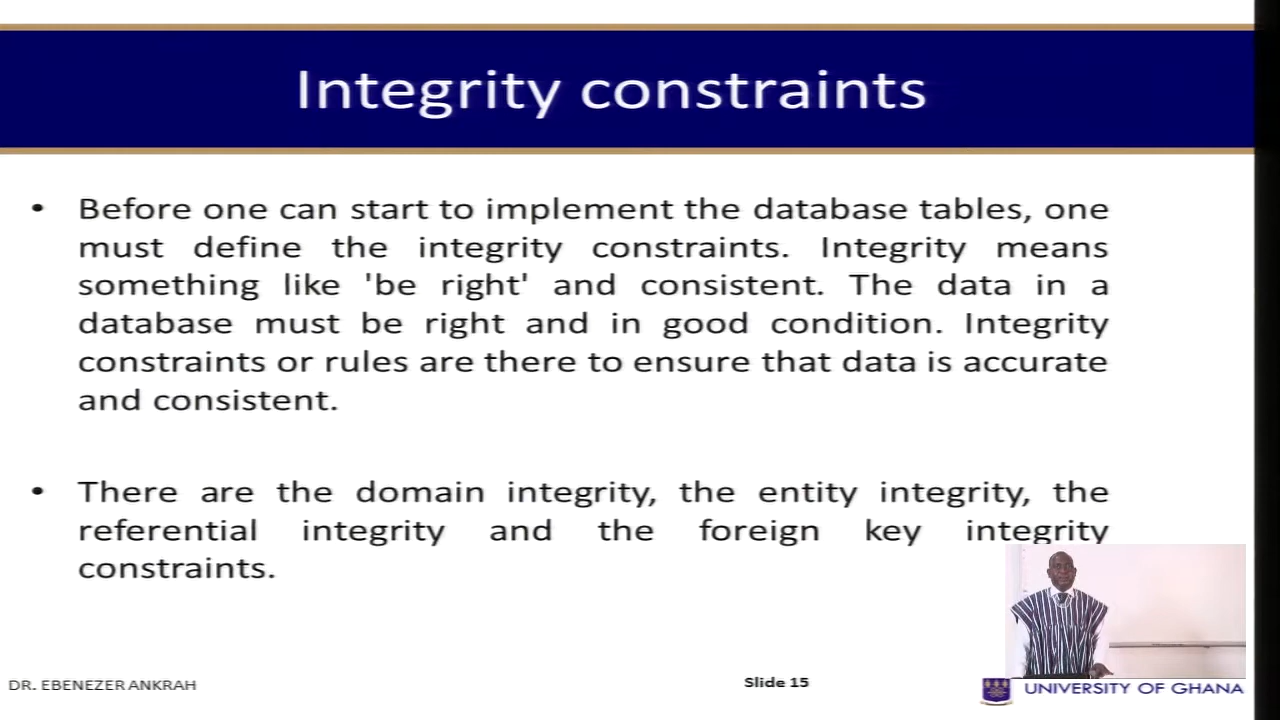 Integrity constraints
• Before one can start to implement the database tables, one
must define the integrity constraints. Integrity means
something like 'be right' and consistent. The data in a
database must be right and in good condition. Integrity
constraints or rules are there to ensure that data is accurate
and consistent.
• There are the domain integrity, the entity integrity, the
referential integrity and the foreign key integrity
constraints.
DR. EBENEZER ANKRAH
Slide 15
UNIVERSITY OF GHANA